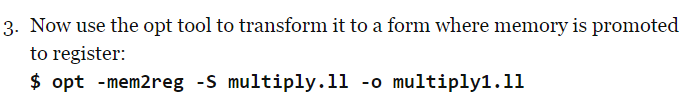 3. Now use the opt tool to transform it to a form where memory is promoted
to register:
$ opt -mem2reg -S multiply.ll -o multiply1.ll